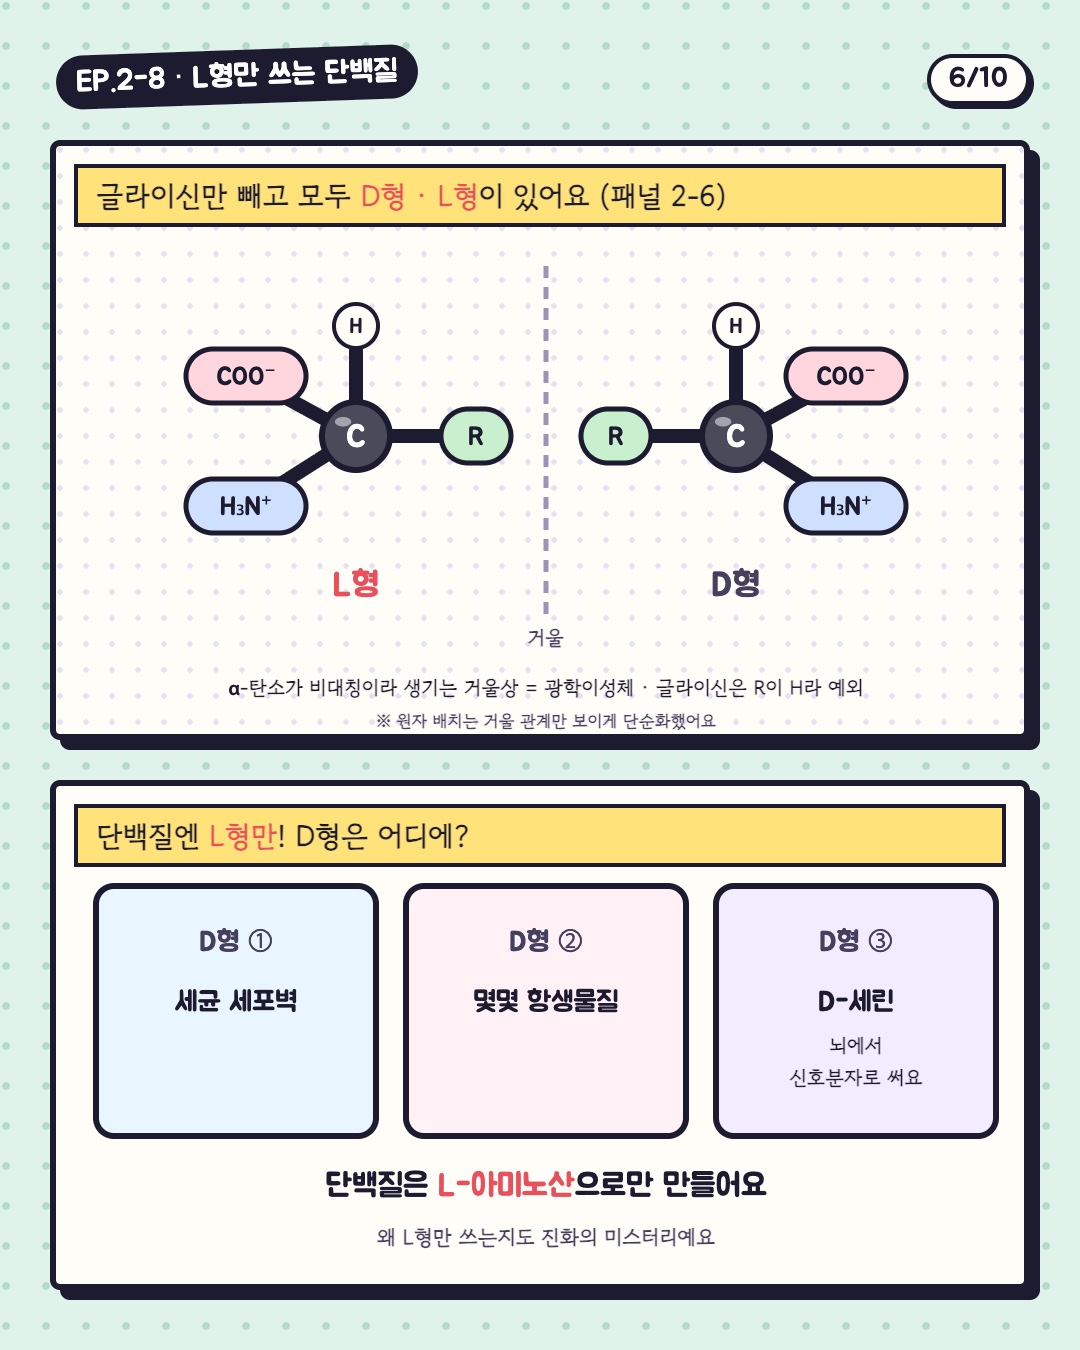 EP.2-8 · L형만 쓰는 단백질
6/10
글라이신만 빼고 모두 D형 · L형이 있어요 (패널 2-6)
H
COO⁻
C
R
H₃N⁺
L형
H
COO⁻
R
C
H₃N⁺
D형
거울
α-탄소가 비대칭이라 생기는 거울상 = 광학이성체 · 글라이신은 R이 H라 예외
※ 원자 배치는 거울 관계만 보이게 단순화했어요
단백질엔 L형만! D형은 어디에?
D형 ①
세균 세포벽
D형 ②
몇몇 항생물질
D형 ③
D-세린
뇌에서
신호분자로 써요
단백질은 L-아미노산으로만 만들어요
왜 L형만 쓰는지도 진화의 미스터리예요